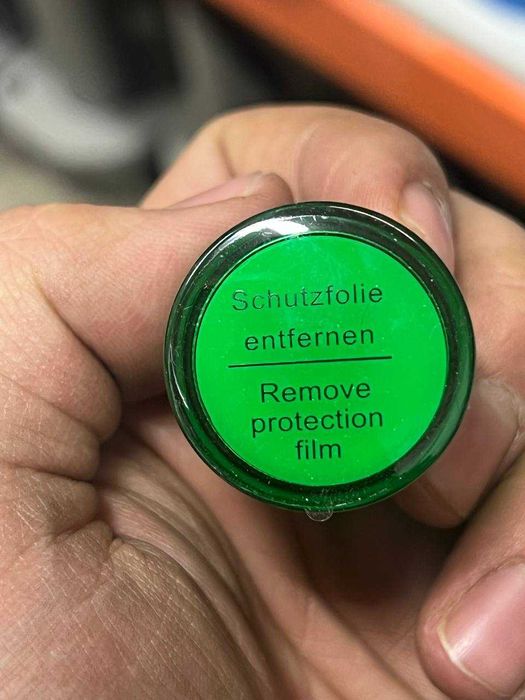 Schutzfolie
entfernen
Remove
protection
film